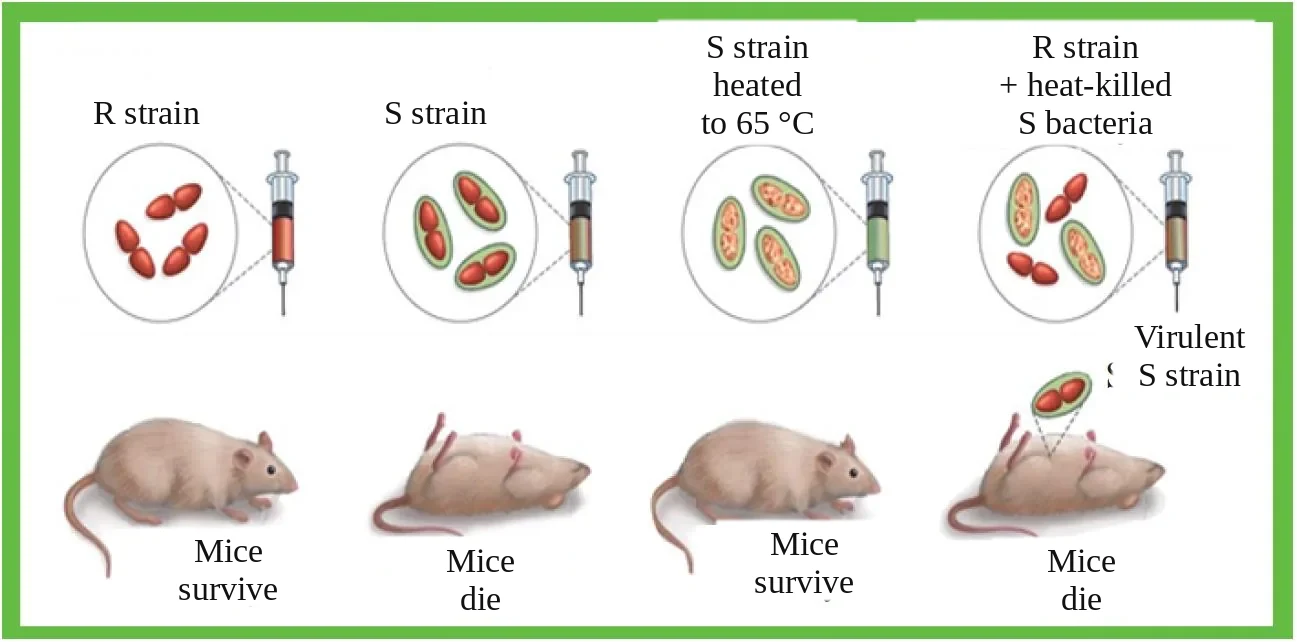 R strain
S strain
S strain
heated
to 65 °C
R strain
+ heat-killed
S bacteria
Virulent
S strain
Mice
survive
Mice
die
Mice
survive
Mice
die